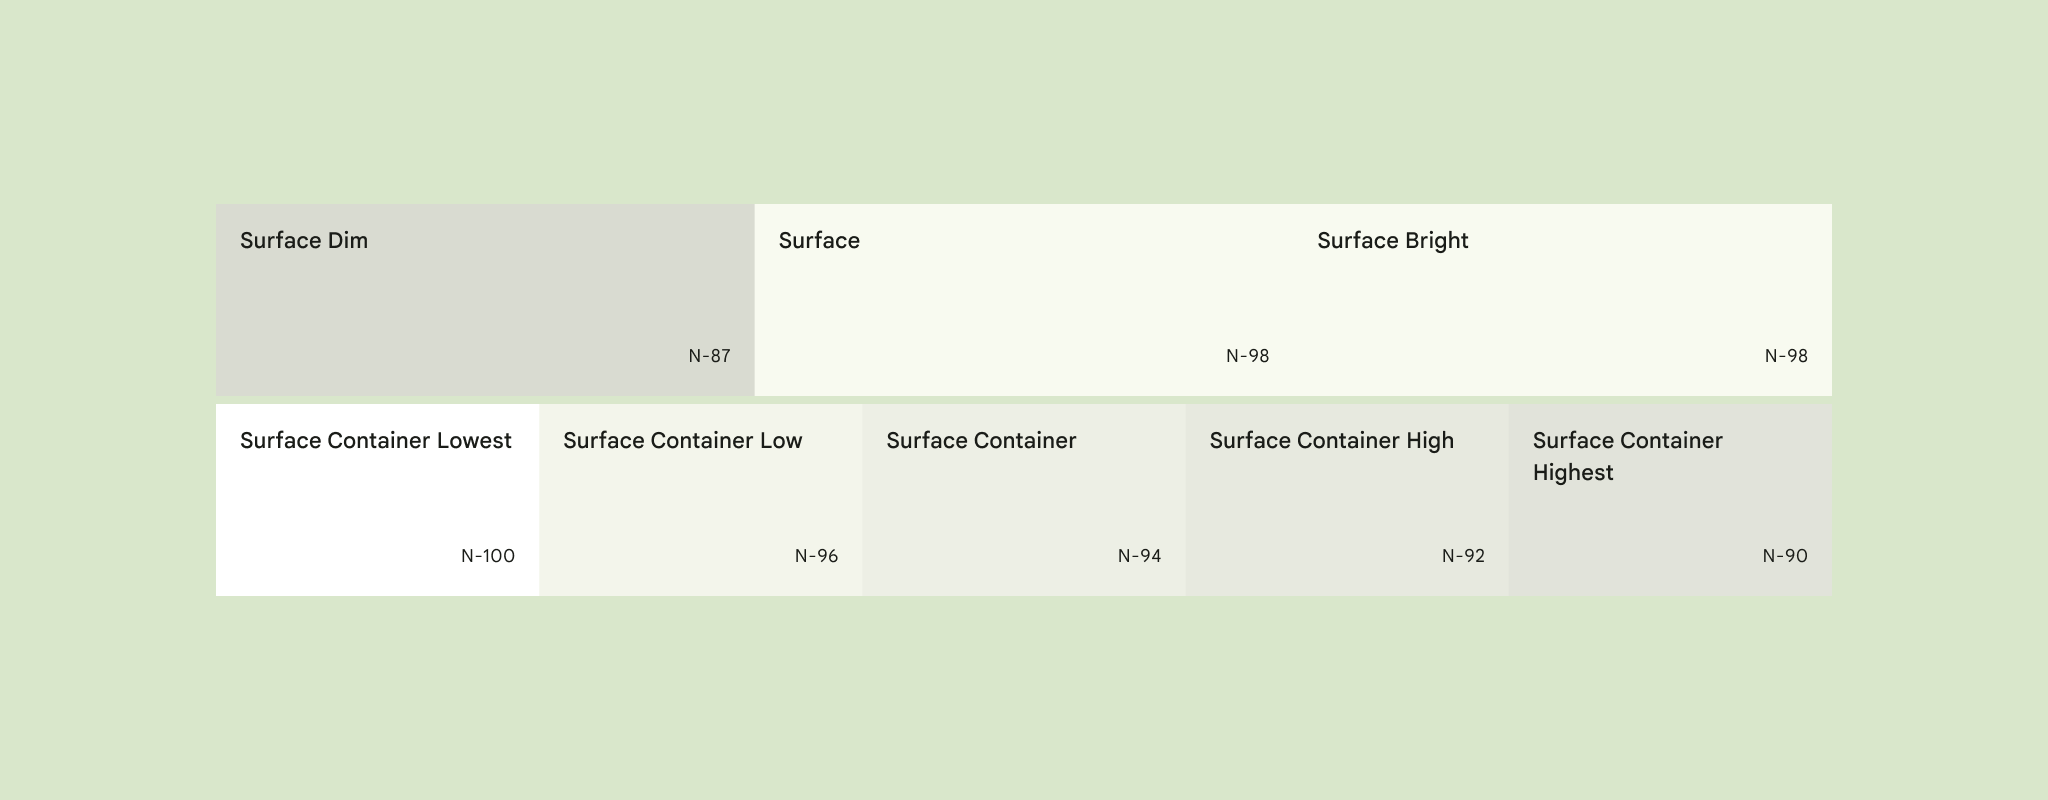 Surface Dim
N-87
Surface
N-98
Surface Bright
N-98
Surface Container Lowest
N-100
Surface Container Low
N-96
Surface Container
N-94
Surface Container High
N-92
Surface Container
Highest
N-90